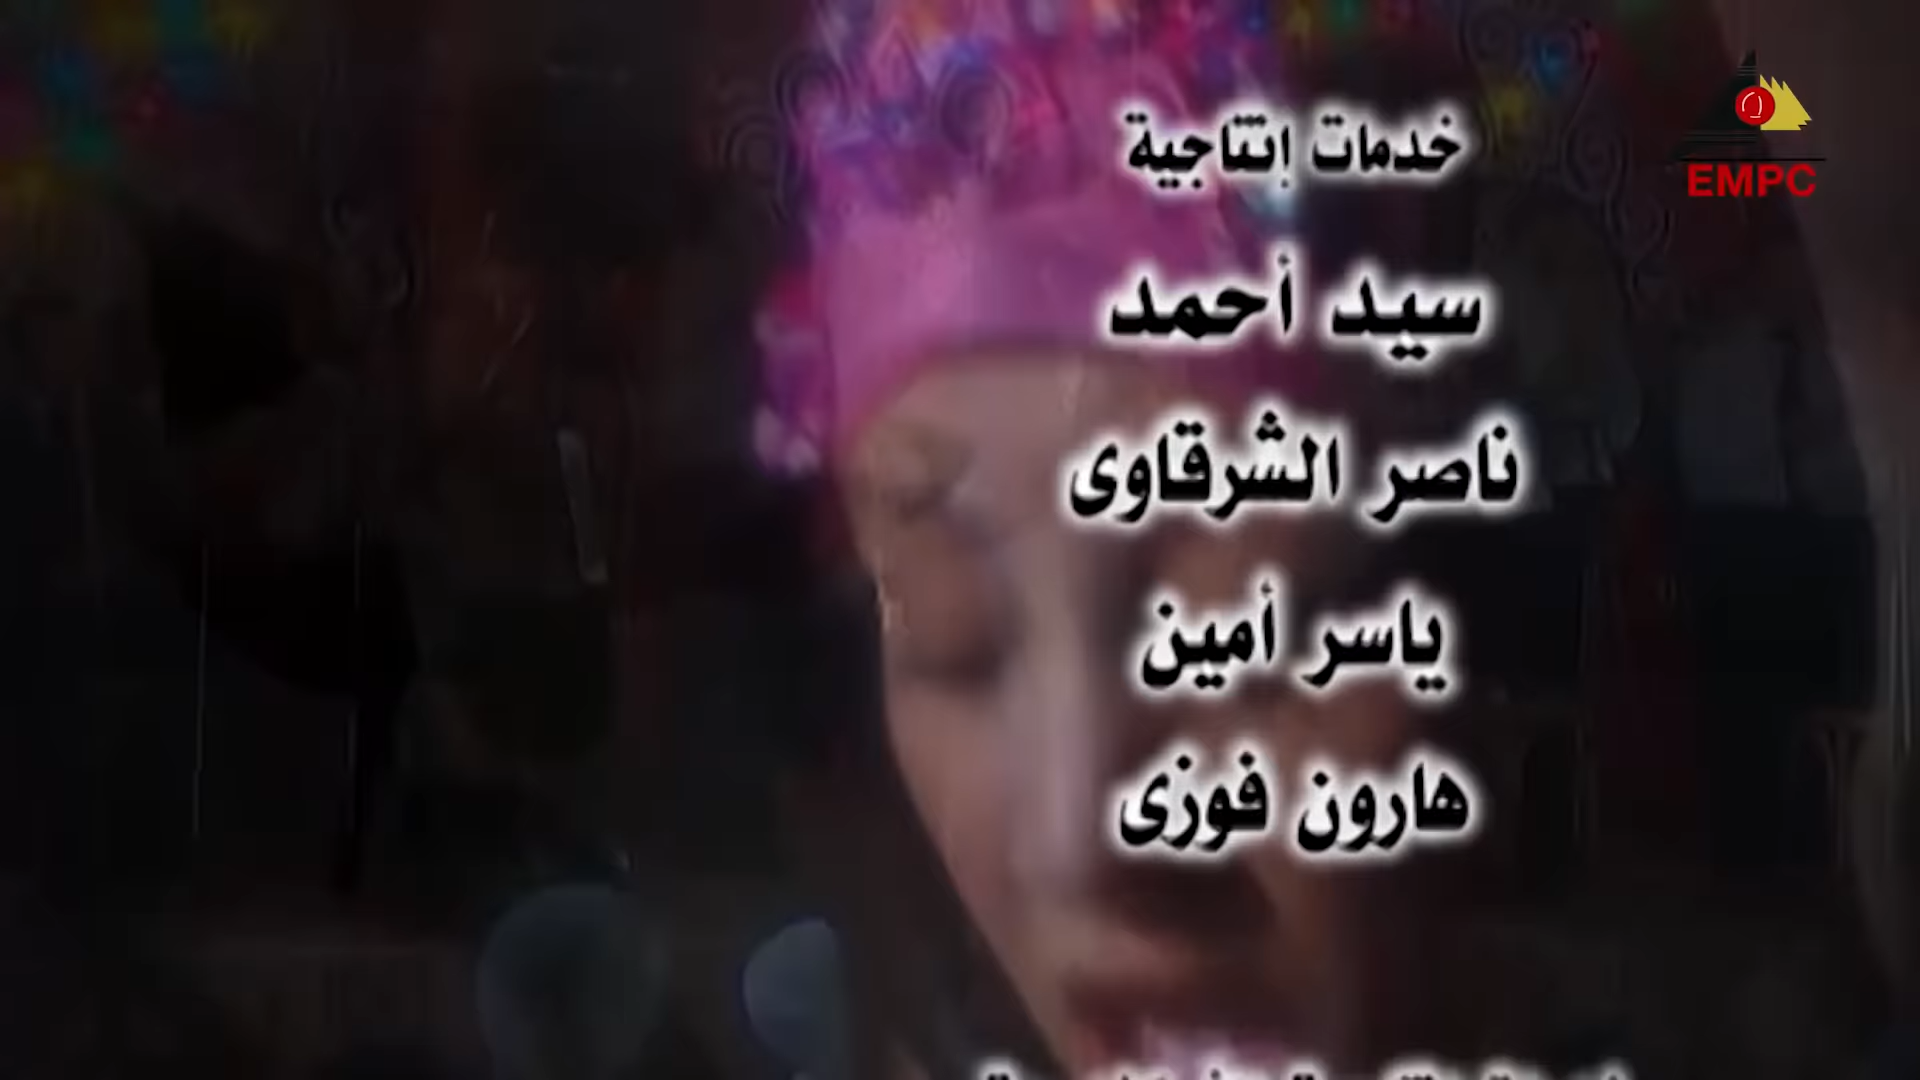 خدمات إنتاجية
سيد أحمد
ناصر الشرقاوى
ياسر أمين
هارون فوزى
EMPC